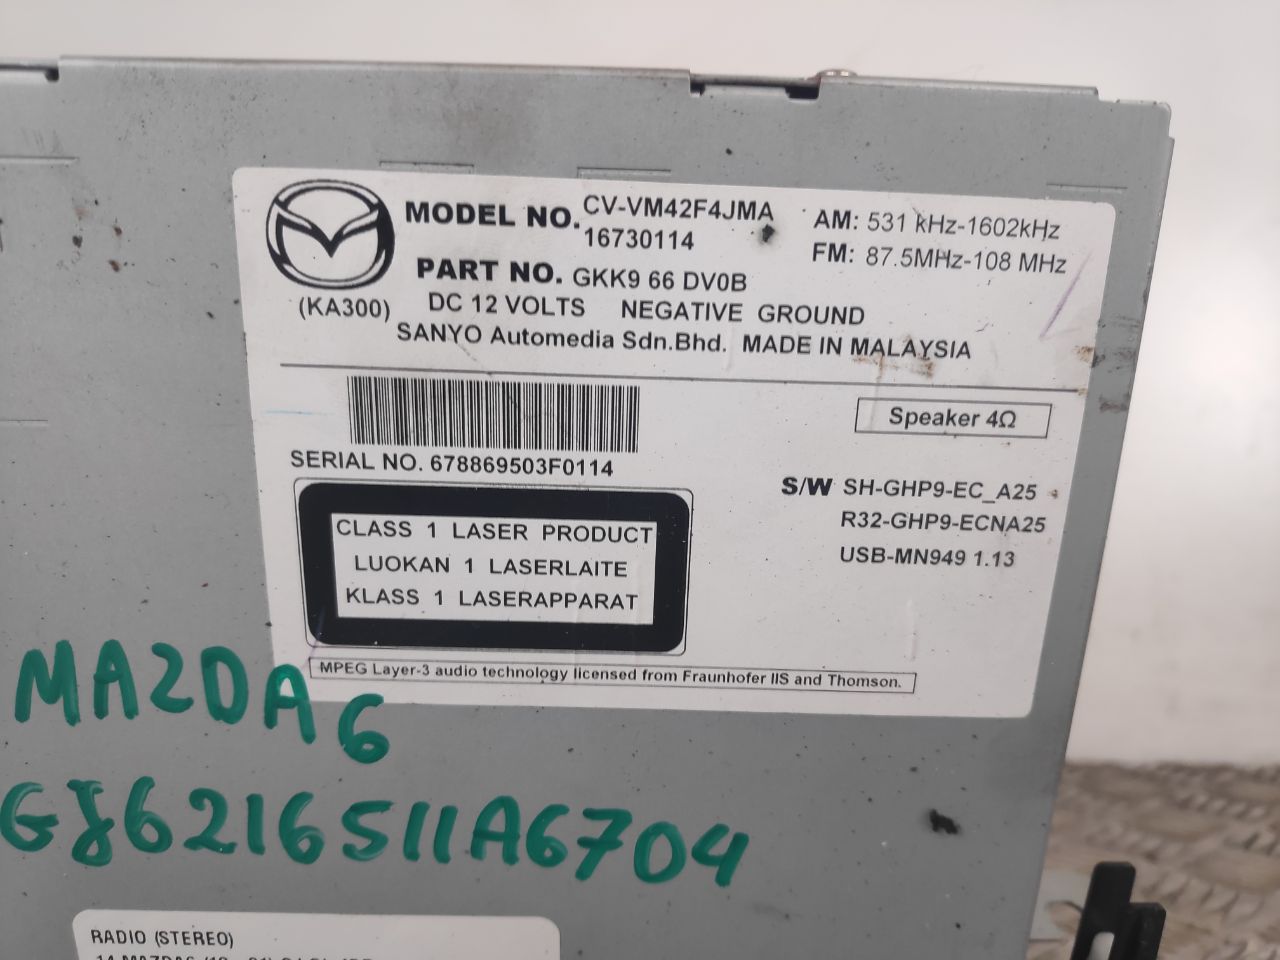 MODEL NO. CV-VM42F4JMA
16730114
AM: 531 kHz-1602kHz
FM: 87.5MHz-108 MHz
PART NO. GKK9 66 DV0B
(KA300)
DC 12 VOLTS NEGATIVE GROUND
SANYO Automedia Sdn.Bhd. MADE IN MALAYSIA
Speaker 4Ω
SERIAL NO. 678869503F0114
S/W SH-GHP9-EC_A25
R32-GHP9-ECNA25
USB-MN949 1.13
CLASS 1 LASER PRODUCT
LUOKAN 1 LASERLAITE
KLASS 1 LASERAPPARAT
MPEG Layer-3 audio technology licensed from Fraunhofer IIS and Thomson.
MAZDA 6
GJ6216511A6704
RADIO (STEREO)